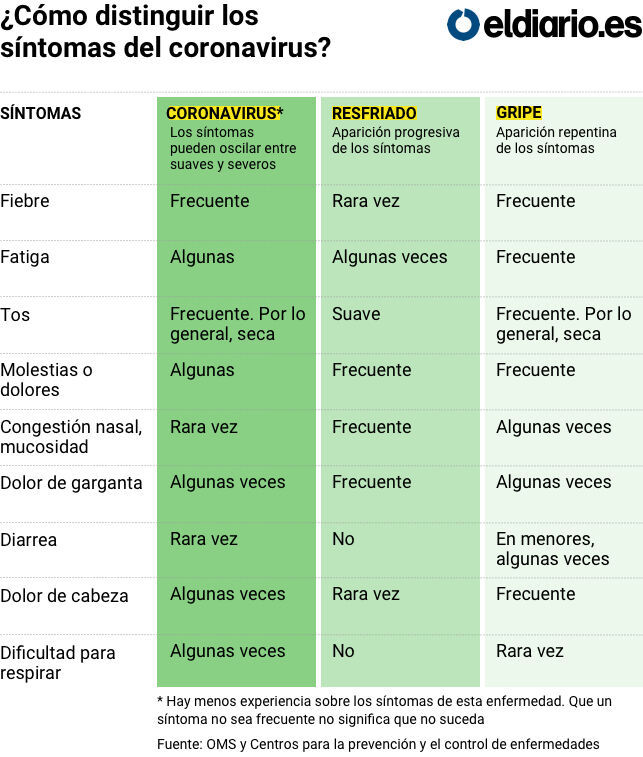 ¿Cómo distinguir los
síntomas del coronavirus?
eldiario.es
SÍNTOMAS
CORONAVIRUS*
Los síntomas
pueden oscilar entre
suaves y severos
RESFRIADO
Aparición progresiva
de los síntomas
GRIPE
Aparición repentina
de los síntomas
Fiebre
Frecuente
Rara vez
Frecuente
Fatiga
Algunas
Algunas veces
Frecuente
Tos
Frecuente. Por lo
general, seca
Suave
Frecuente. Por lo
general, seca
Molestias o
dolores
Algunas
Frecuente
Frecuente
Congestión nasal,
mucosidad
Rara vez
Frecuente
Algunas veces
Dolor de garganta
Algunas veces
Frecuente
Algunas veces
Diarrea
Rara vez
No
En menores,
algunas veces
Dolor de cabeza
Algunas veces
Rara vez
Frecuente
Dificultad para
respirar
Algunas veces
No
Rara vez
* Hay menos experiencia sobre los síntomas de esta enfermedad. Que un
síntoma no sea frecuente no significa que no suceda
Fuente: OMS y Centros para la prevención y el control de enfermedades